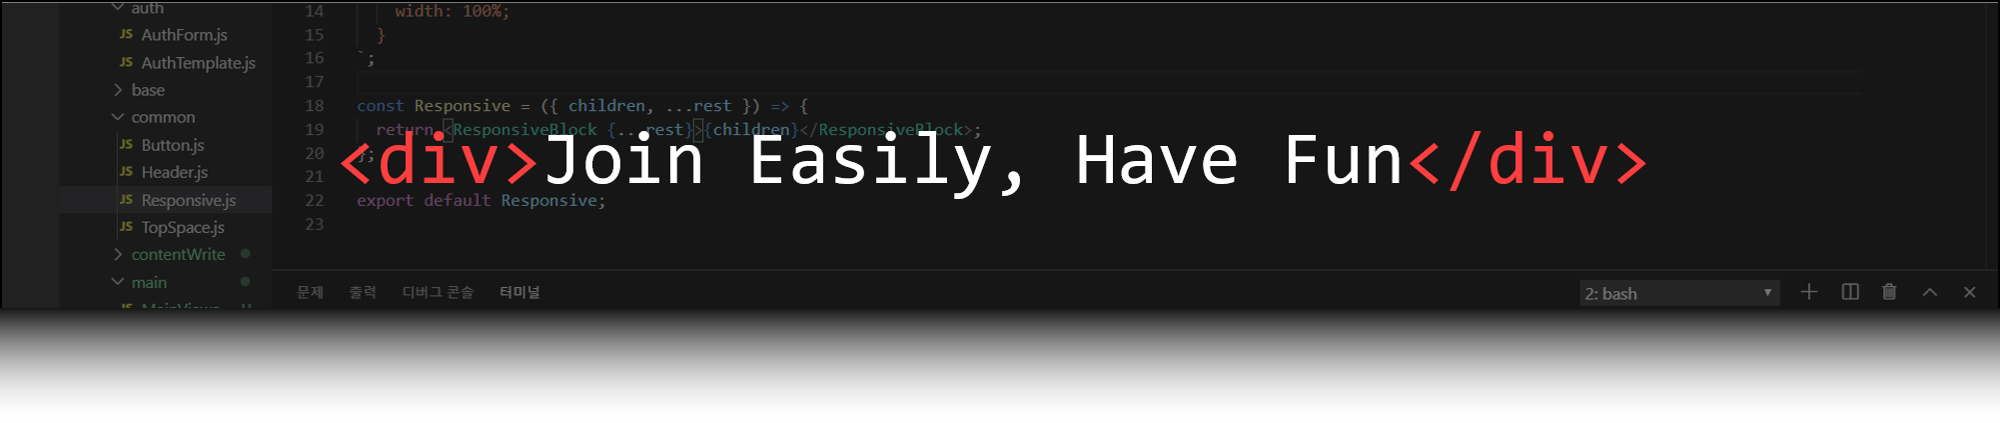 auth
JS AuthForm.js
JS AuthTemplate.js
base
common
JS Button.js
JS Header.js
JS Responsive.js
JS TopSpace.js
contentWrite
main
14 width: 100%;
15 }
16 `;
17
18 const Responsive = ({ children, ...rest }) => {
19 return <ResponsiveBlock {...rest}>{children}</ResponsiveBlock>;
20 };
21
22 export default Responsive;
23
<div>Join Easily, Have Fun</div>
문제 출력 디버그 콘솔 터미널
2: bash